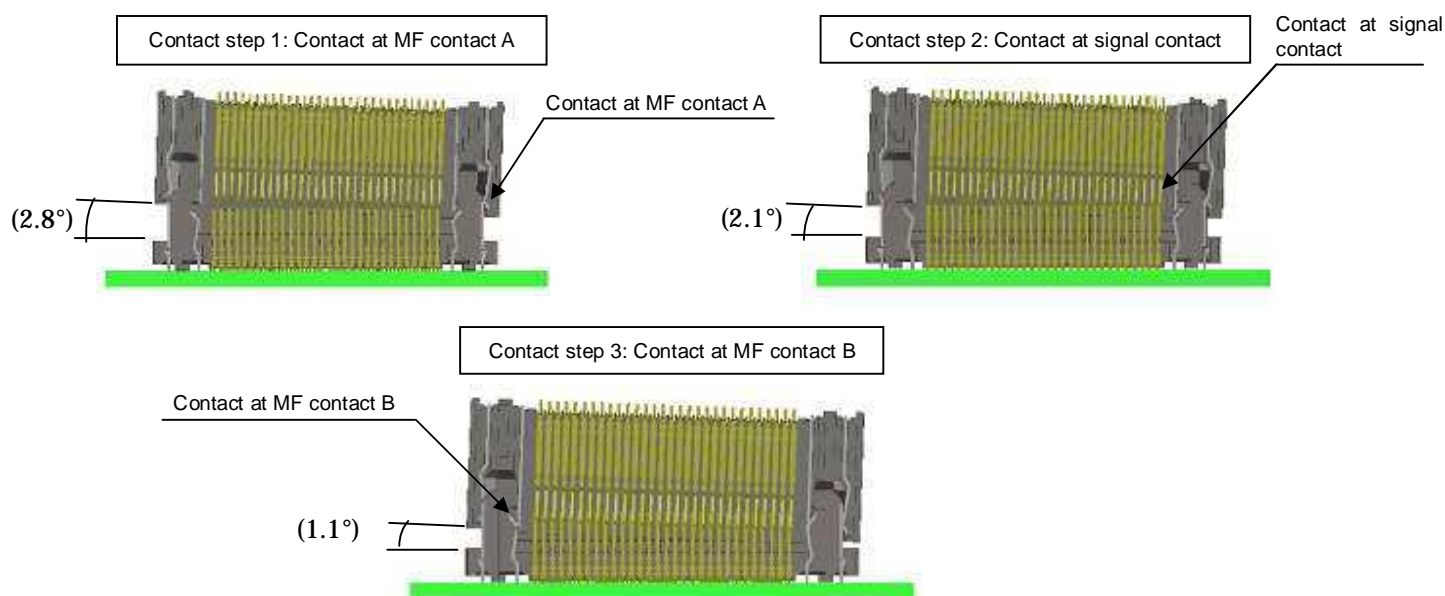 Contact step 1: Contact at MF contact A
Contact at MF contact A
(2.8°)
Contact step 2: Contact at signal contact
Contact at signal
contact
(2.1°)
Contact step 3: Contact at MF contact B
Contact at MF contact B
(1.1°)